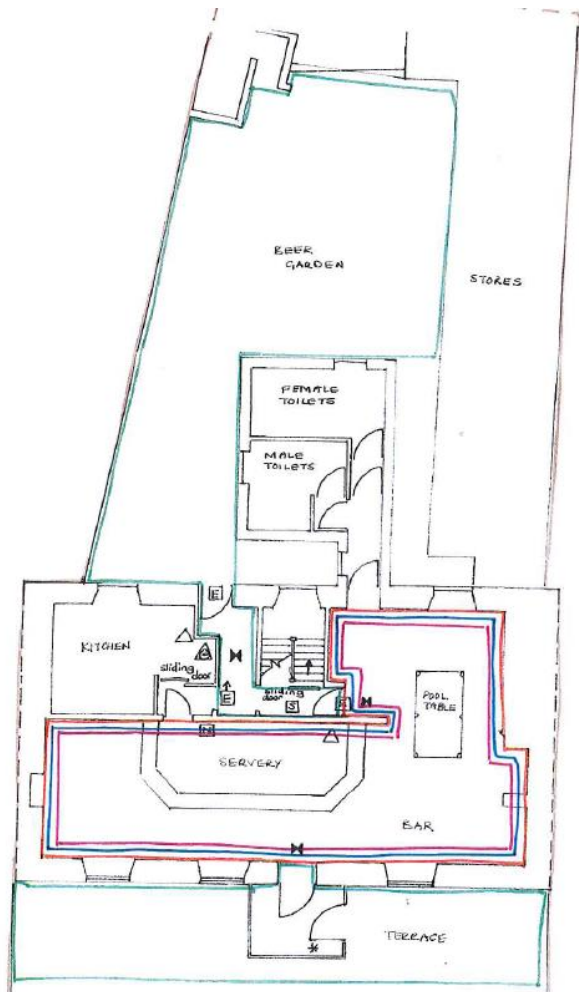 BEER
GARDEN
STORES
FEMALE
TOILETS
MALE
TOILETS
E
KITCHEN
sliding
door
E
sliding
door
S
POOL
TABLE
N
SERVERY
BAR
TERRACE